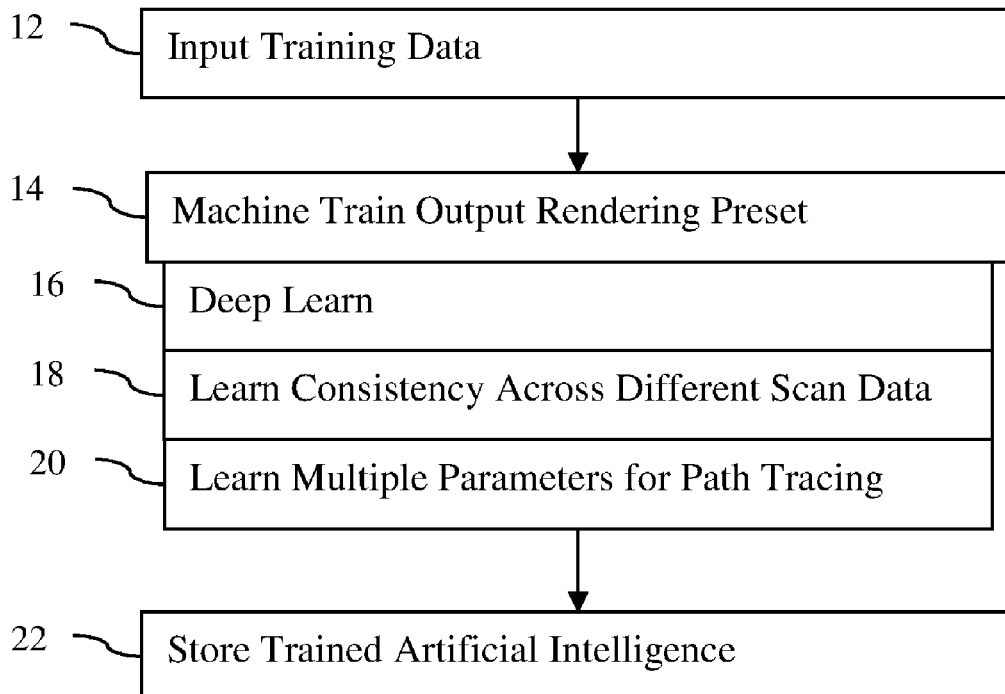 12
Input Training Data
14
Machine Train Output Rendering Preset
16
Deep Learn
18
Learn Consistency Across Different Scan Data
20
Learn Multiple Parameters for Path Tracing
22
Store Trained Artificial Intelligence